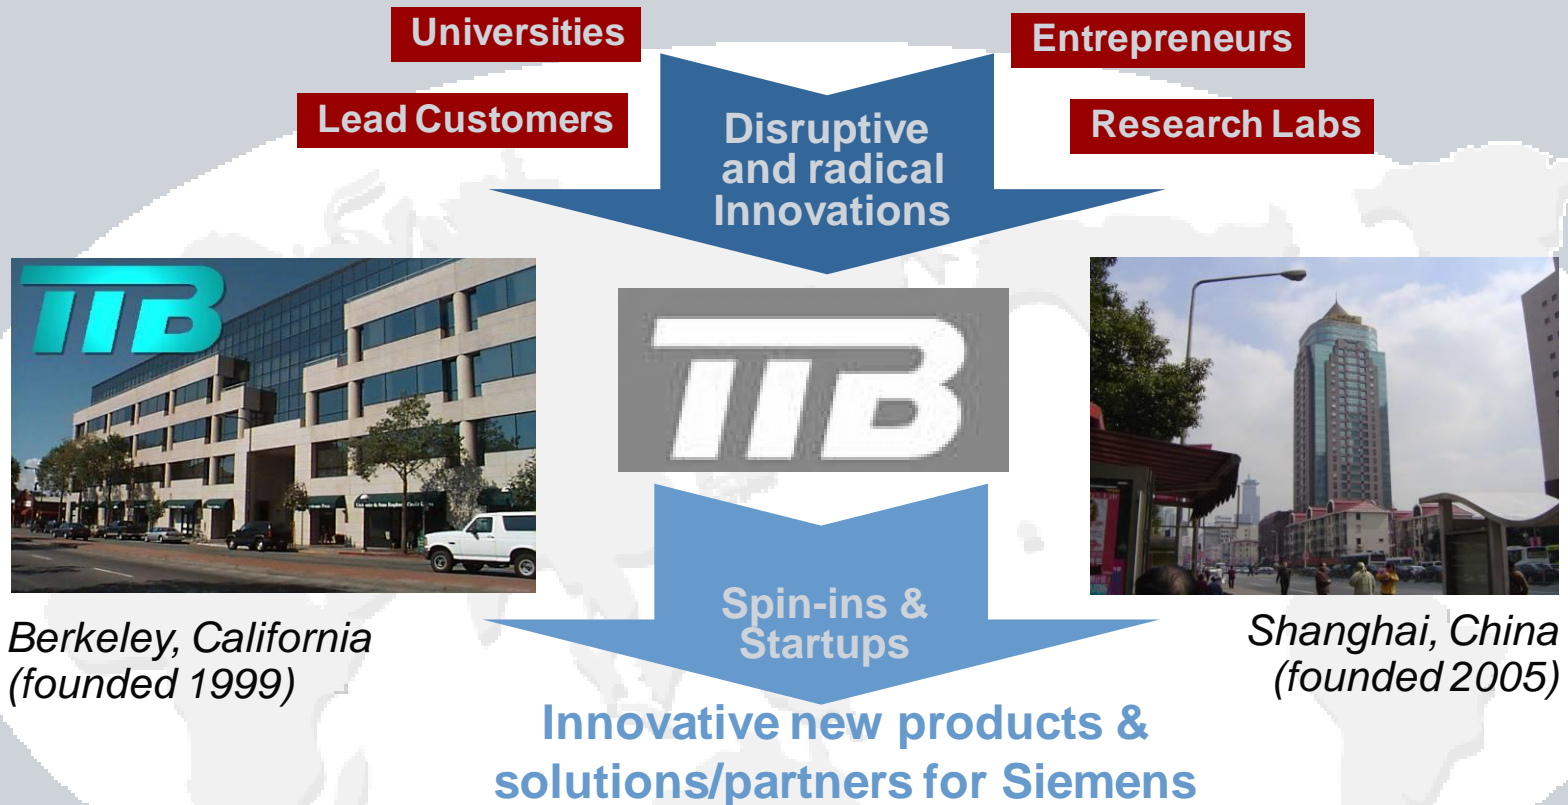 Universities
Entrepreneurs
Lead Customers
Research Labs
Disruptive
and radical
Innovations
TTB
TTB
Berkeley, California
(founded 1999)
Shanghai, China
(founded 2005)
Spin-ins &
Startups
Innovative new products &
solutions/partners for Siemens